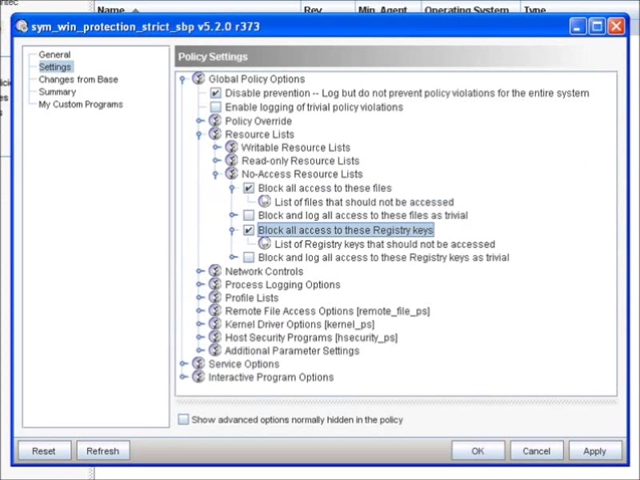 Name
Rev
Min. Agent
Operating System
Type
sym_win_protection_strict_sbp v5.2.0 r373
General
Settings
Changes from Base
Summary
My Custom Programs
Policy Settings
Global Policy Options
Disable prevention -- Log but do not prevent policy violations for the entire system
Enable logging of trivial policy violations
Policy Override
Resource Lists
Writable Resource Lists
Read-only Resource Lists
No-Access Resource Lists
Block all access to these files
List of files that should not be accessed
Block and log all access to these files as trivial
Block all access to these Registry keys
List of Registry keys that should not be accessed
Block and log all access to these Registry keys as trivial
Network Controls
Process Logging Options
Profile Lists
Remote File Access Options [remote_file_ps]
Kernel Driver Options [kernel_ps]
Host Security Programs [hsecurity_ps]
Additional Parameter Settings
Service Options
Interactive Program Options
Show advanced options normally hidden in the policy
Reset
Refresh
OK
Cancel
Apply